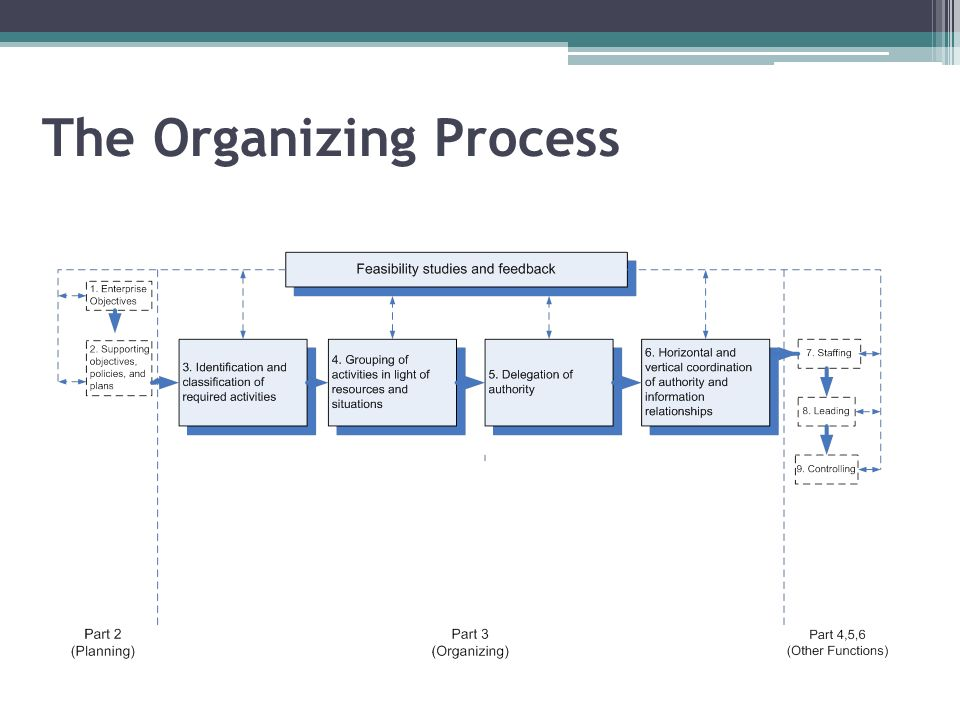 The Organizing Process
Feasibility studies and feedback
1. Enterprise
Objectives
2. Supporting
objectives,
policies, and
plans
3. Identification and
classification of
required activities
4. Grouping of
activities in light of
resources and
situations
5. Delegation of
authority
6. Horizontal and
vertical coordination
of authority and
information
relationships
7. Staffing
8. Leading
9. Controlling
Part 2
(Planning)
Part 3
(Organizing)
Part 4,5,6
(Other Functions)